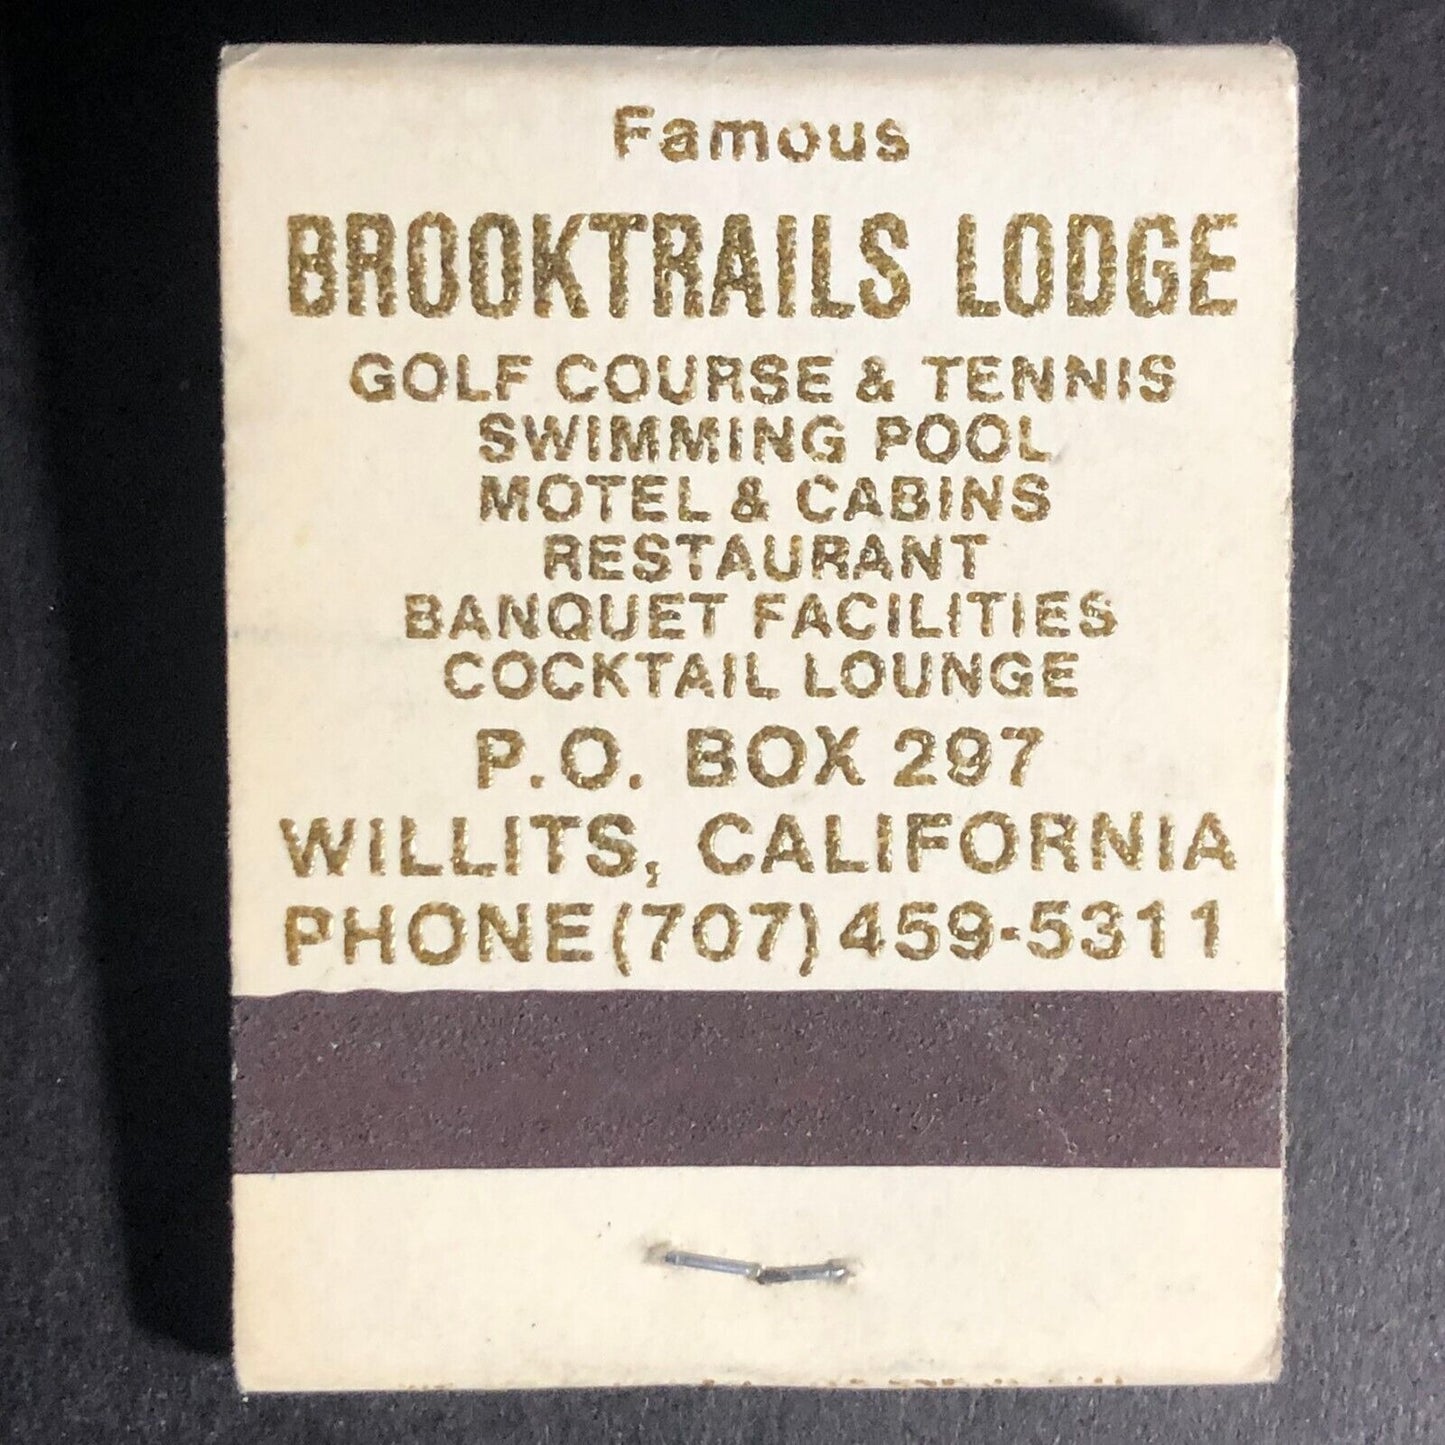 Famous
BROOKTRAILS LODGE
GOLF COURSE & TENNIS
SWIMMING POOL
MOTEL & CABINS
RESTAURANT
BANQUET FACILITIES
COCKTAIL LOUNGE
P.O. BOX 297
WILLITS, CALIFORNIA
PHONE (707) 459-5311